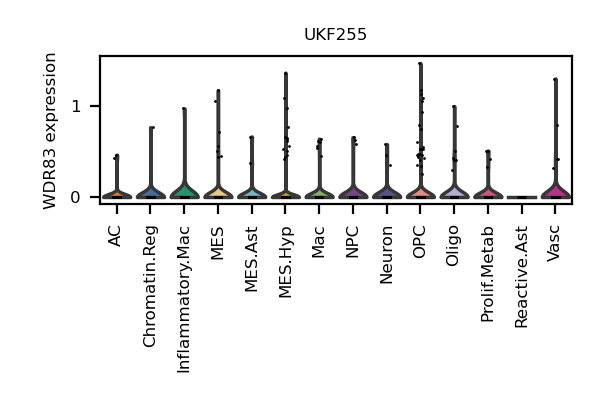 UKF255
WDR83 expression
1
0
AC
Chromatin.Reg
Inflammatory.Mac
MES
MES.Ast
MES.Hyp
Mac
NPC
Neuron
OPC
Oligo
Prolif.Metab
Reactive.Ast
Vasc